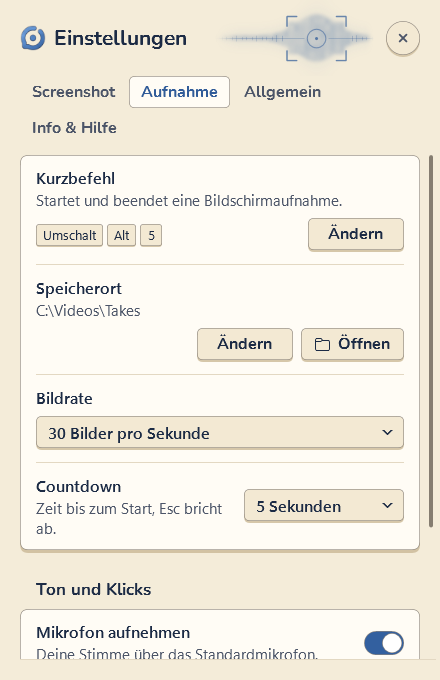 Einstellungen
Screenshot Aufnahme Allgemein
Info & Hilfe
Kurzbefehl
Startet und beendet eine Bildschirmaufnahme.
Umschalt Alt 5 Ändern
Speicherort
C:\Videos\Takes
Ändern Öffnen
Bildrate
30 Bilder pro Sekunde
Countdown
Zeit bis zum Start, Esc bricht
ab.
5 Sekunden
Ton und Klicks
Mikrofon aufnehmen
Deine Stimme über das Standardmikrofon.